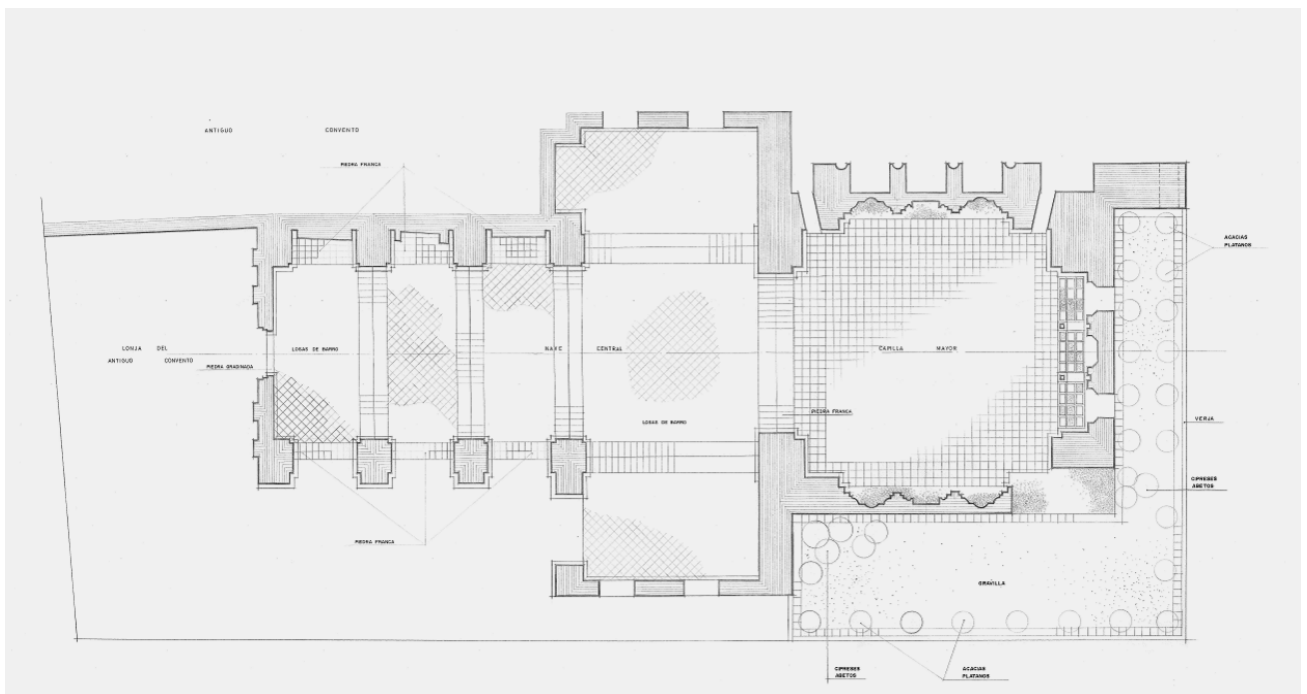 ANTIGUO CONVENTO
PIEDRA FRANCA
ACACIAS
PLATANOS
LONJA DEL
ANTIGUO CONVENTO
PIEDRA GRADINADA
LOSAS DE BARRO
NAVE CENTRAL
CAPILLA MAYOR
PIEDRA FRANCA
LOSAS DE BARRO
VERJA
CIPRESES
ABETOS
PIEDRA FRANCA
GRAVILLA
CIPRESES
ABETOS
ACACIAS
PLATANOS